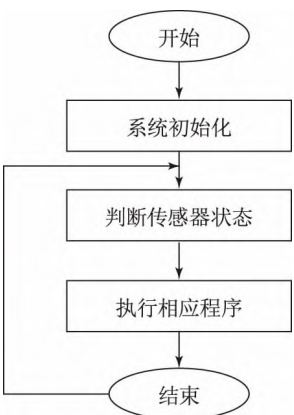 开始
系统初始化
判断传感器状态
执行相应程序
结束